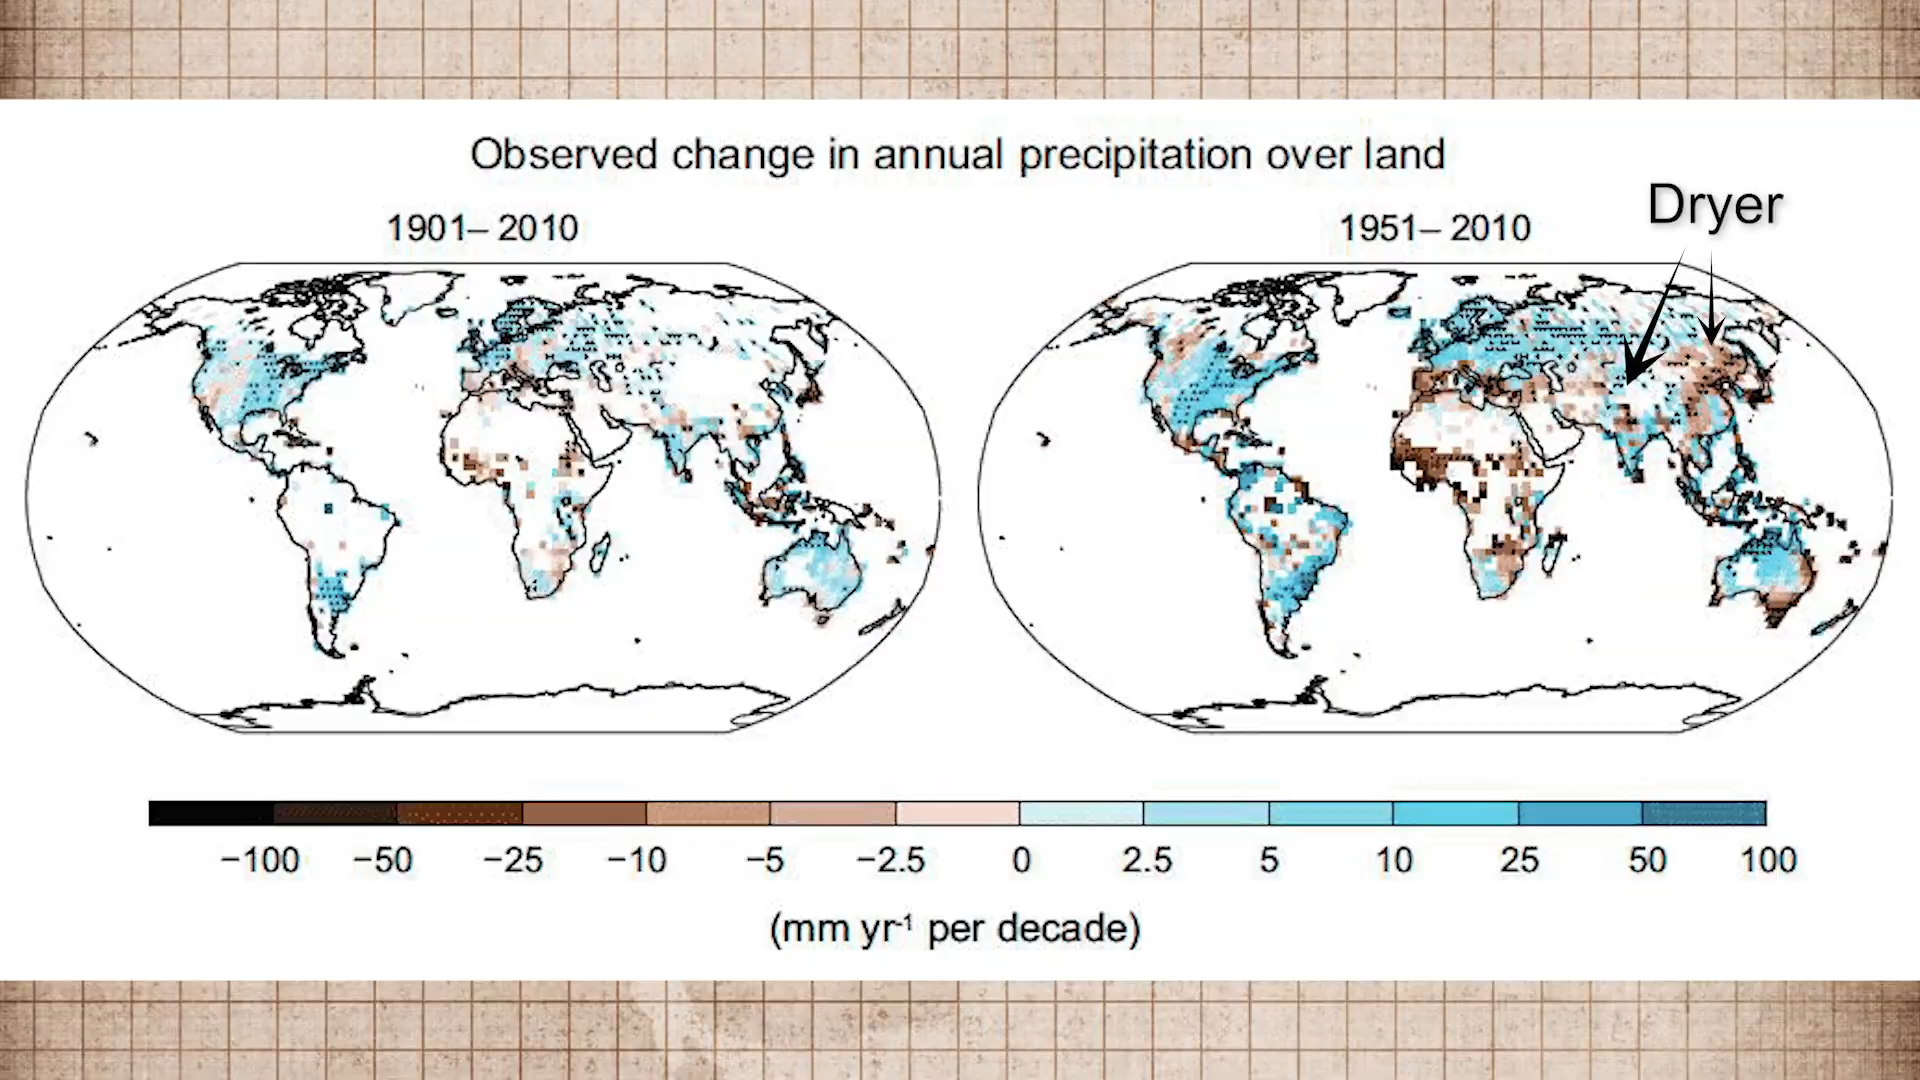 Observed change in annual precipitation over land
1901– 2010
1951– 2010
Dryer
−100 −50 −25 −10 −5 −2.5 0 2.5 5 10 25 50 100
(mm yr⁻¹ per decade)